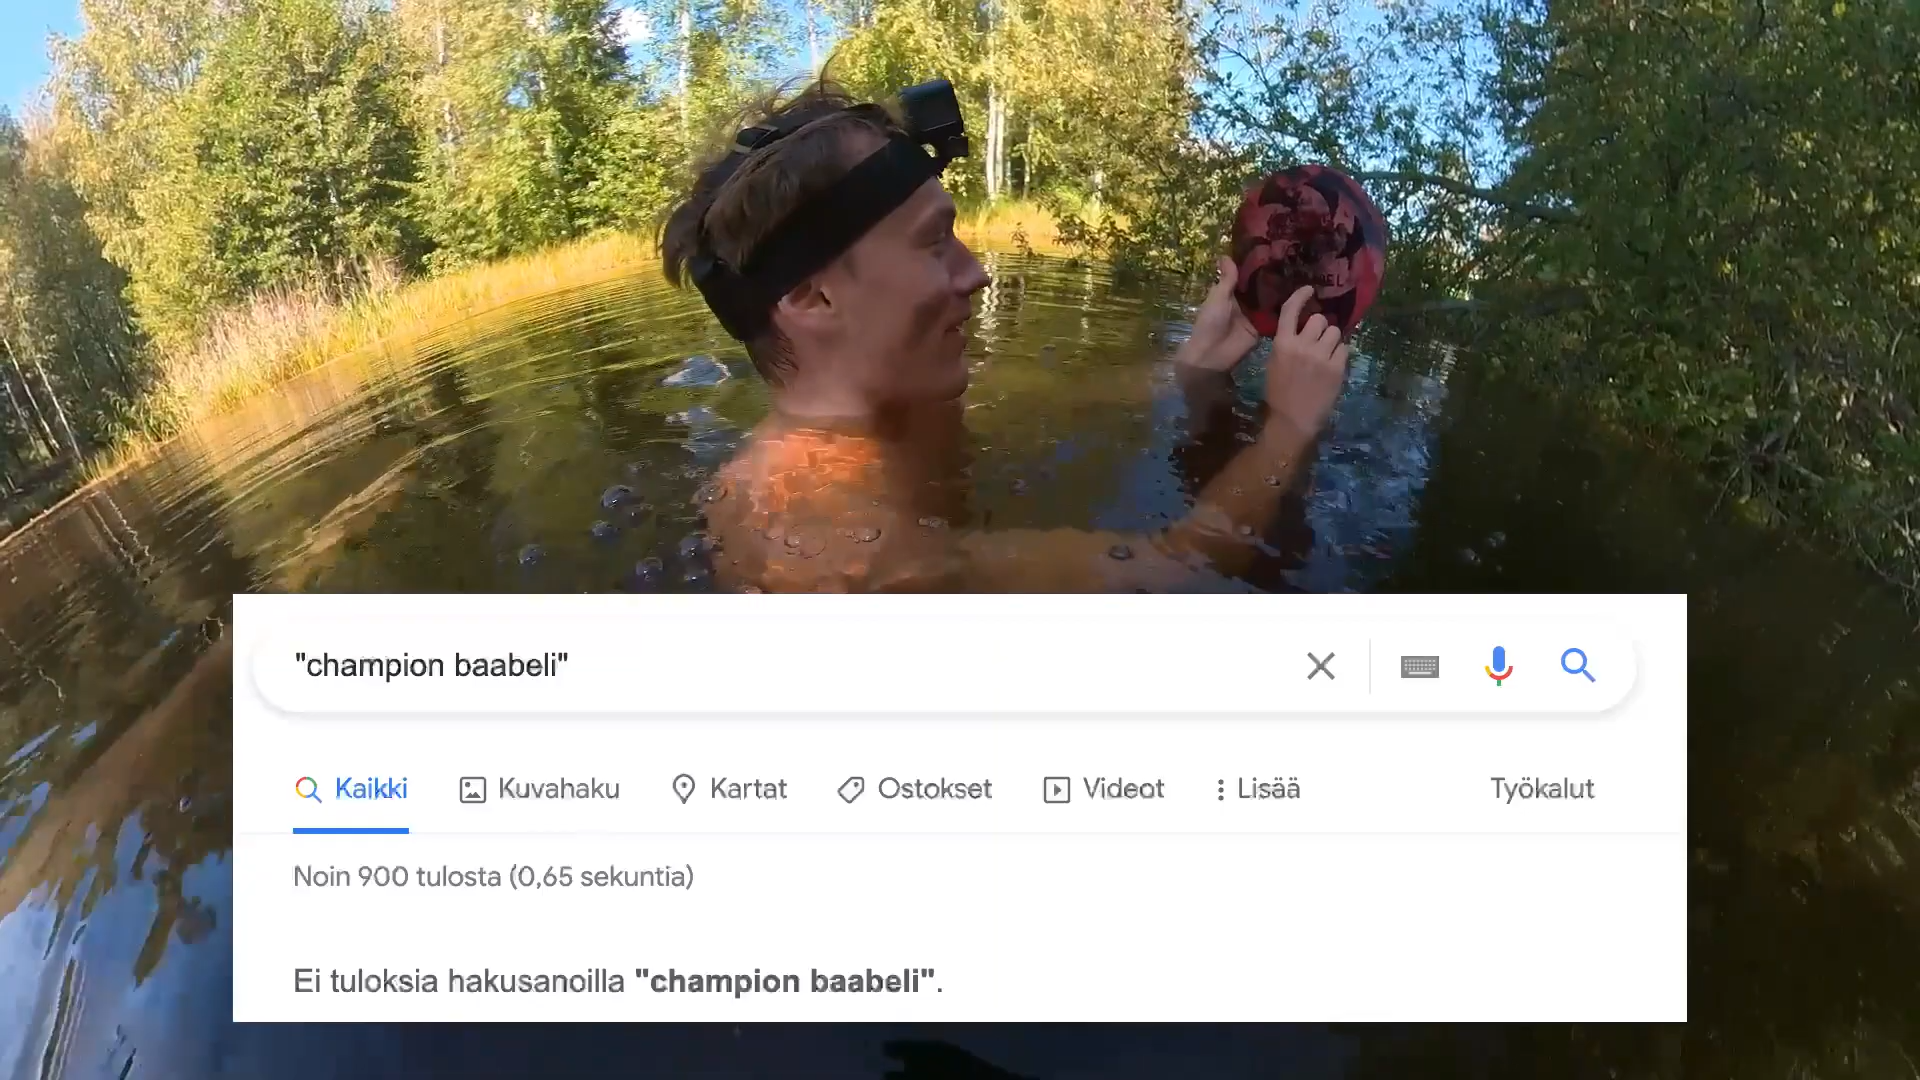 "champion baabeli"
Kaikki Kuvahaku Kartat Ostokset Videot Lisää Työkalut
Noin 900 tulosta (0,65 sekuntia)
Ei tuloksia hakusanoilla "champion baabeli".